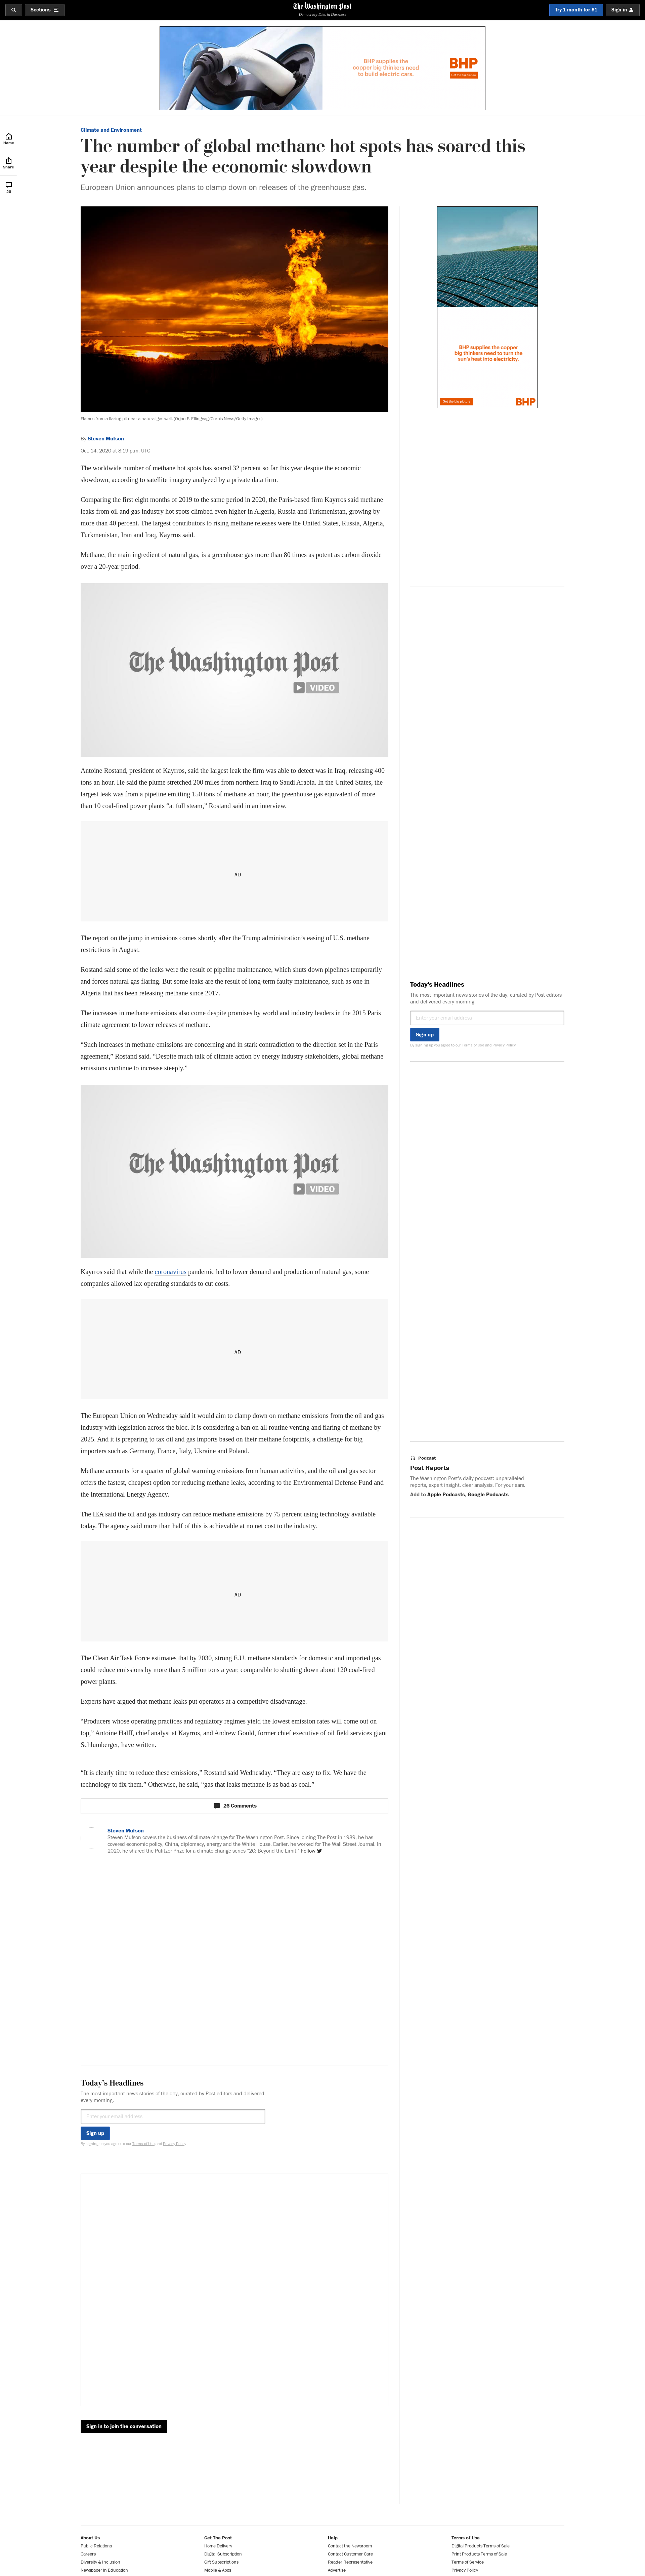 Sections
The Washington Post
Democracy Dies in Darkness
Try 1 month for $1
Sign in
BHP supplies the
copper big thinkers need
to build electric cars.
BHP
See the big picture
Home
Share
26
Climate and Environment
The number of global methane hot spots has soared this
year despite the economic slowdown
European Union announces plans to clamp down on releases of the greenhouse gas.
Flames from a flaring pit near a natural gas well. (Orjan F. Ellingvag/Corbis News/Getty Images)
By Steven Mufson
Oct. 14, 2020 at 8:19 p.m. UTC
The worldwide number of methane hot spots has soared 32 percent so far this year despite the economic
slowdown, according to satellite imagery analyzed by a private data firm.
Comparing the first eight months of 2019 to the same period in 2020, the Paris-based firm Kayrros said methane
leaks from oil and gas industry hot spots climbed even higher in Algeria, Russia and Turkmenistan, growing by
more than 40 percent. The largest contributors to rising methane releases were the United States, Russia, Algeria,
Turkmenistan, Iran and Iraq, Kayrros said.
Methane, the main ingredient of natural gas, is a greenhouse gas more than 80 times as potent as carbon dioxide
over a 20-year period.
The Washington Post
VIDEO
Antoine Rostand, president of Kayrros, said the largest leak the firm was able to detect was in Iraq, releasing 400
tons an hour. He said the plume stretched 200 miles from northern Iraq to Saudi Arabia. In the United States, the
largest leak was from a pipeline emitting 150 tons of methane an hour, the greenhouse gas equivalent of more
than 10 coal-fired power plants “at full steam,” Rostand said in an interview.
AD
The report on the jump in emissions comes shortly after the Trump administration’s easing of U.S. methane
restrictions in August.
Rostand said some of the leaks were the result of pipeline maintenance, which shuts down pipelines temporarily
and forces natural gas flaring. But some leaks are the result of long-term faulty maintenance, such as one in
Algeria that has been releasing methane since 2017.
The increases in methane emissions also come despite promises by world and industry leaders in the 2015 Paris
climate agreement to lower releases of methane.
“Such increases in methane emissions are concerning and in stark contradiction to the direction set in the Paris
agreement,” Rostand said. “Despite much talk of climate action by energy industry stakeholders, global methane
emissions continue to increase steeply.”
The Washington Post
VIDEO
Kayrros said that while the coronavirus pandemic led to lower demand and production of natural gas, some
companies allowed lax operating standards to cut costs.
AD
The European Union on Wednesday said it would aim to clamp down on methane emissions from the oil and gas
industry with legislation across the bloc. It is considering a ban on all routine venting and flaring of methane by
2025. And it is preparing to tax oil and gas imports based on their methane footprints, a challenge for big
importers such as Germany, France, Italy, Ukraine and Poland.
Methane accounts for a quarter of global warming emissions from human activities, and the oil and gas sector
offers the fastest, cheapest option for reducing methane leaks, according to the Environmental Defense Fund and
the International Energy Agency.
The IEA said the oil and gas industry can reduce methane emissions by 75 percent using technology available
today. The agency said more than half of this is achievable at no net cost to the industry.
AD
The Clean Air Task Force estimates that by 2030, strong E.U. methane standards for domestic and imported gas
could reduce emissions by more than 5 million tons a year, comparable to shutting down about 120 coal-fired
power plants.
Experts have argued that methane leaks put operators at a competitive disadvantage.
“Producers whose operating practices and regulatory regimes yield the lowest emission rates will come out on
top,” Antoine Halff, chief analyst at Kayrros, and Andrew Gould, former chief executive of oil field services giant
Schlumberger, have written.
“It is clearly time to reduce these emissions,” Rostand said Wednesday. “They are easy to fix. We have the
technology to fix them.” Otherwise, he said, “gas that leaks methane is as bad as coal.”
26 Comments
Steven Mufson
Steven Mufson covers the business of climate change for The Washington Post. Since joining The Post in 1989, he has
covered economic policy, China, diplomacy, energy and the White House. Earlier, he worked for The Wall Street Journal. In
2020, he shared the Pulitzer Prize for a climate change series "2C: Beyond the Limit." Follow
Today’s Headlines
The most important news stories of the day, curated by Post editors and delivered
every morning.
Enter your email address
Sign up
By signing up you agree to our Terms of Use and Privacy Policy
Sign in to join the conversation
BHP supplies the copper
big thinkers need to turn the
sun's heat into electricity.
See the big picture
BHP
Today’s Headlines
The most important news stories of the day, curated by Post editors
and delivered every morning.
Enter your email address
Sign up
By signing up you agree to our Terms of Use and Privacy Policy
Podcast
Post Reports
The Washington Post’s daily podcast: unparalleled
reports, expert insight, clear analysis. For your ears.
Add to Apple Podcasts, Google Podcasts
About Us
Public Relations
Careers
Diversity & Inclusion
Newspaper in Education
Get The Post
Home Delivery
Digital Subscription
Gift Subscriptions
Mobile & Apps
Help
Contact the Newsroom
Contact Customer Care
Reader Representative
Advertise
Terms of Use
Digital Products Terms of Sale
Print Products Terms of Sale
Terms of Service
Privacy Policy